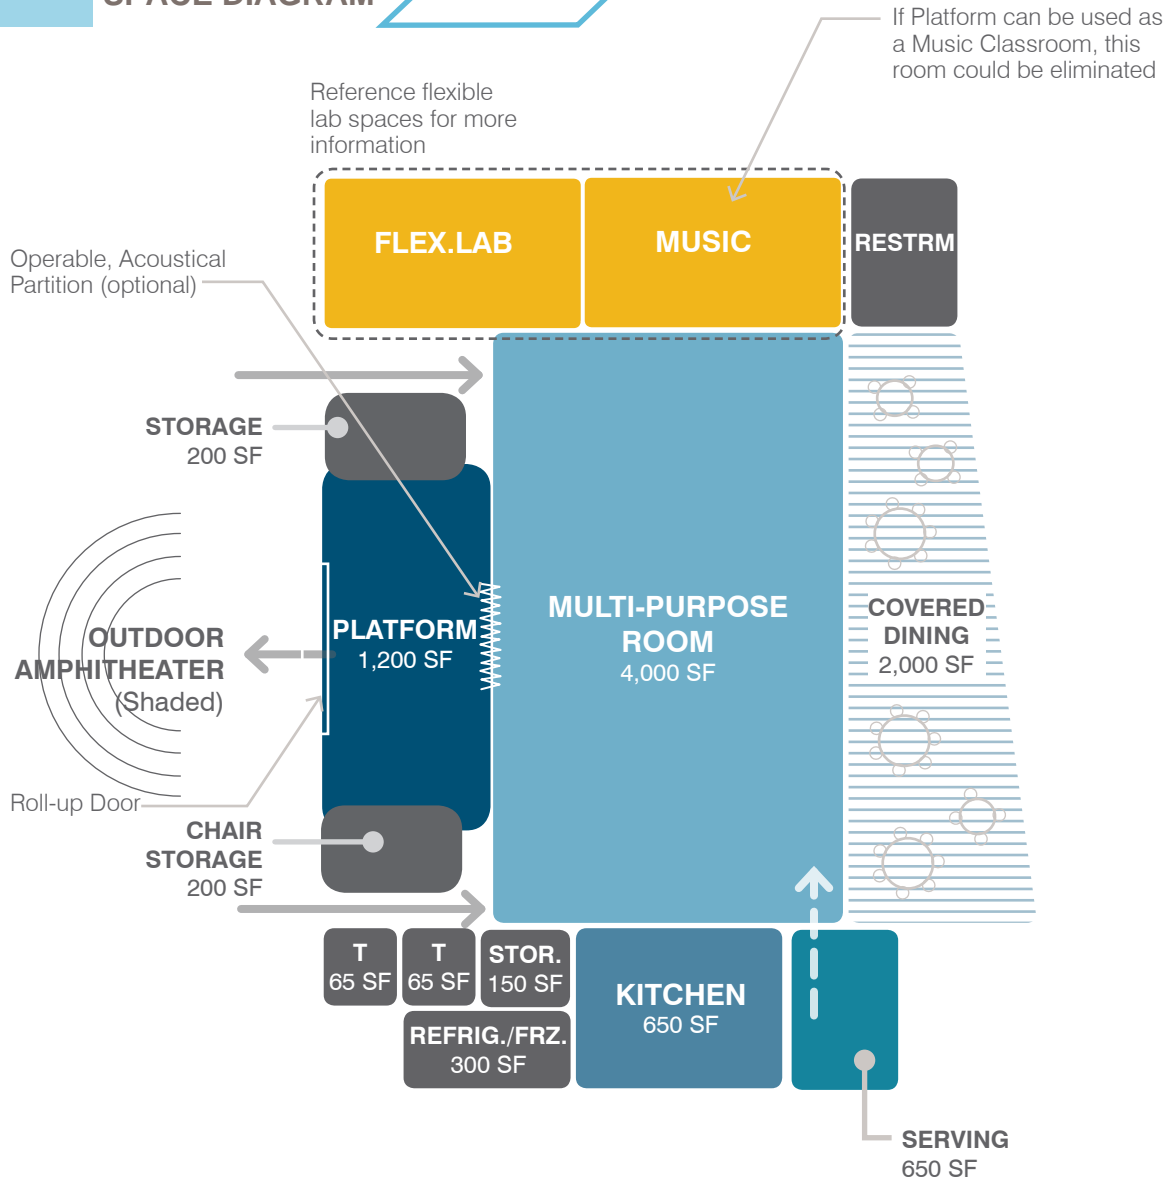 SPACE DIAGRAM
If Platform can be used as
a Music Classroom, this
room could be eliminated
Reference flexible
lab spaces for more
information
FLEX.LAB
MUSIC
RESTRM
Operable, Acoustical
Partition (optional)
STORAGE
200 SF
OUTDOOR
AMPHITHEATER
(Shaded)
PLATFORM
1,200 SF
MULTI-PURPOSE
ROOM
4,000 SF
COVERED
DINING
2,000 SF
Roll-up Door
CHAIR
STORAGE
200 SF
T
65 SF
T
65 SF
STOR.
150 SF
REFRIG./FRZ.
300 SF
KITCHEN
650 SF
SERVING
650 SF